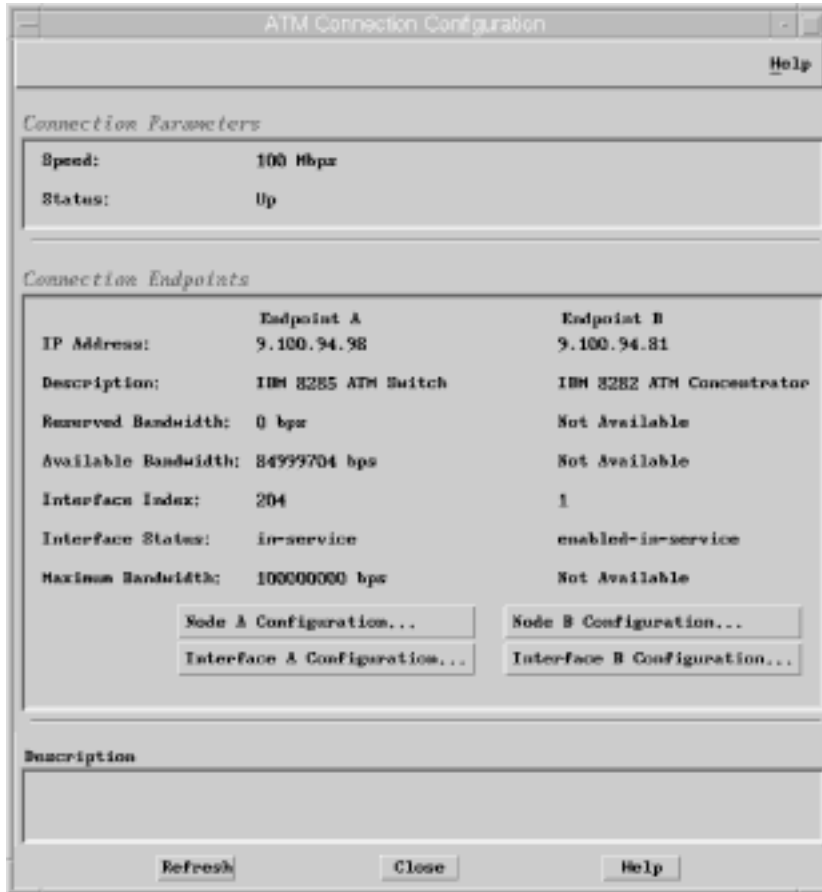 ATM Connection Configuration
Help
Connection Parameters
Speed: 100 Mbps
Status: Up
Connection Endpoints
Endpoint A Endpoint B
IP Address: 9.100.94.98 9.100.94.81
Description: IBM 8285 ATM Switch IBM 8282 ATM Concentrator
Reserved Bandwidth: 0 bps Not Available
Available Bandwidth: 84999704 bps Not Available
Interface Index: 204 1
Interface Status: in-service enabled-in-service
Maximum Bandwidth: 100000000 bps Not Available
Node A Configuration... Node B Configuration...
Interface A Configuration... Interface B Configuration...
Description
Refresh Close Help